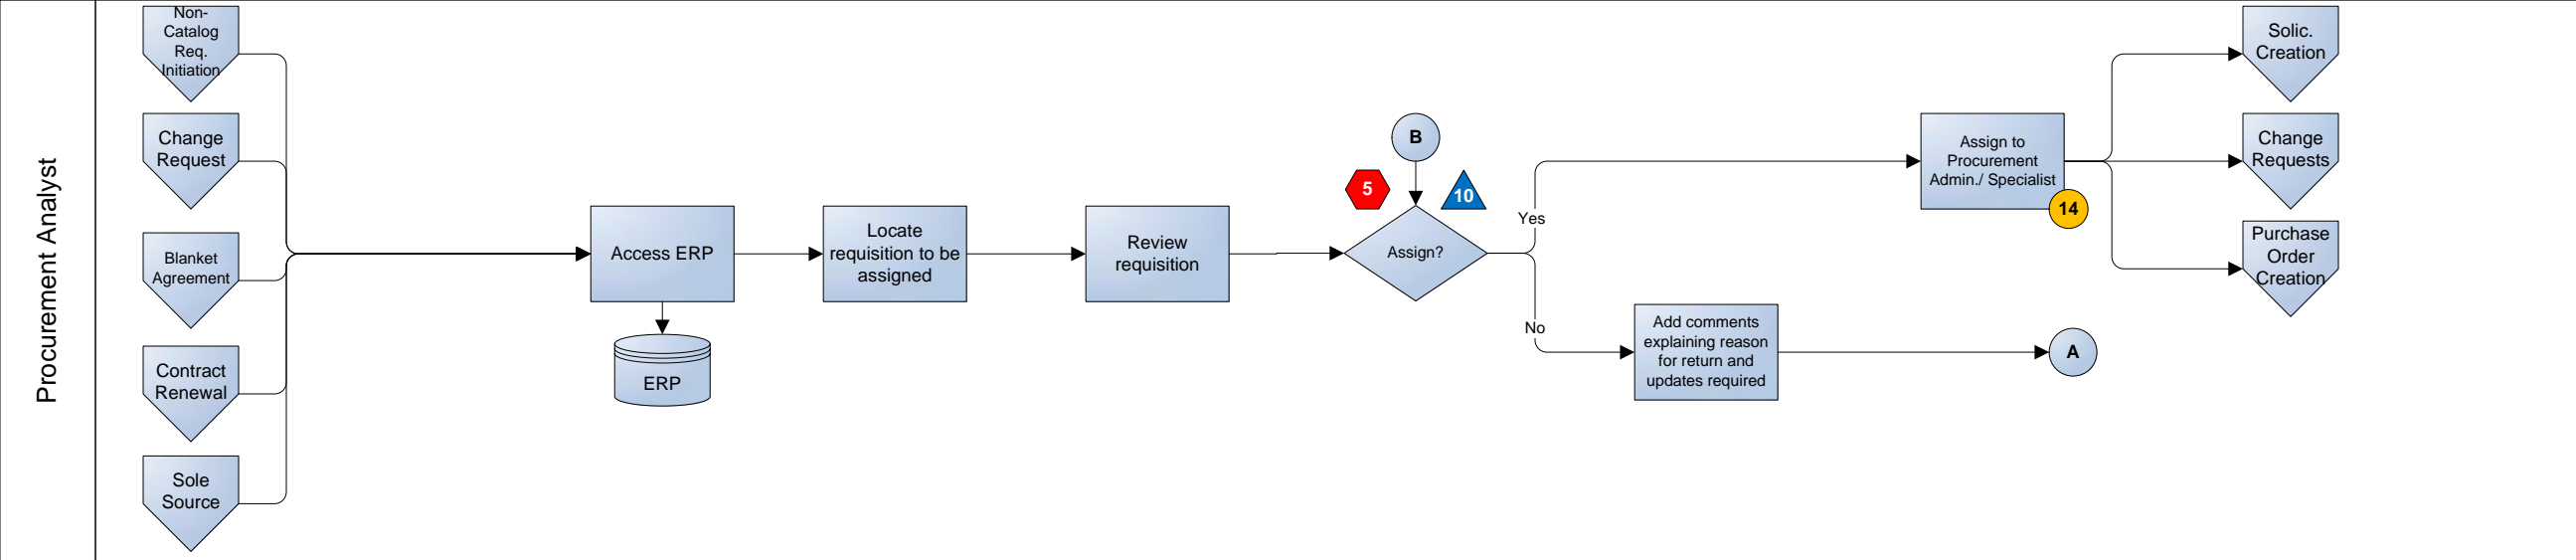 Procurement Analyst
Non-
Catalog
Req.
Initiation
Change
Request
Blanket
Agreement
Contract
Renewal
Sole
Source
Access ERP
ERP
Locate
requisition to be
assigned
Review
requisition
B
5
10
Assign?
Yes
No
Add comments
explaining reason
for return and
updates required
A
Assign to
Procurement
Admin./ Specialist
14
Solic.
Creation
Change
Requests
Purchase
Order
Creation